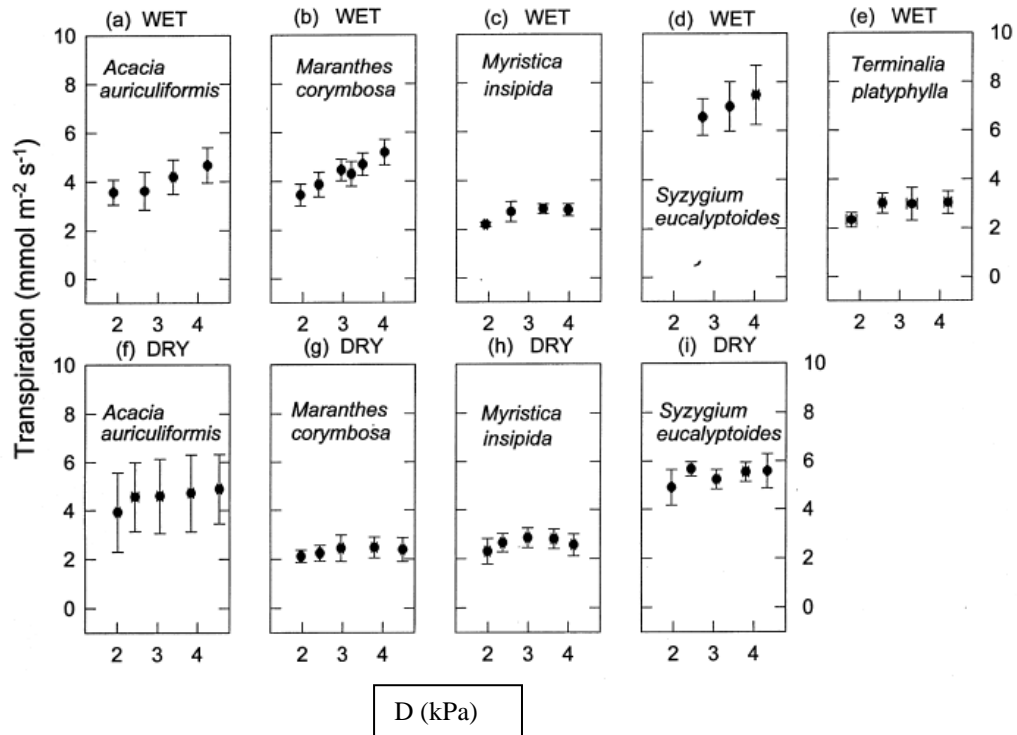 (a) WET
(b) WET
(c) WET
(d) WET
(e) WET
10
8
6
4
2
0
Acacia
auriculiformis
Maranthes
corymbosa
Myristica
insipida
Syzygium
eucalyptoides
Terminalia
platyphylla
10
8
6
4
2
0
2 3 4
2 3 4
2 3 4
2 3 4
2 3 4
Transpiration (mmol m⁻² s⁻¹)
(f) DRY
(g) DRY
(h) DRY
(i) DRY
10
8
6
4
2
0
Acacia
auriculiformis
Maranthes
corymbosa
Myristica
insipida
Syzygium
eucalyptoides
10
8
6
4
2
0
2 3 4
2 3 4
2 3 4
2 3 4
D (kPa)